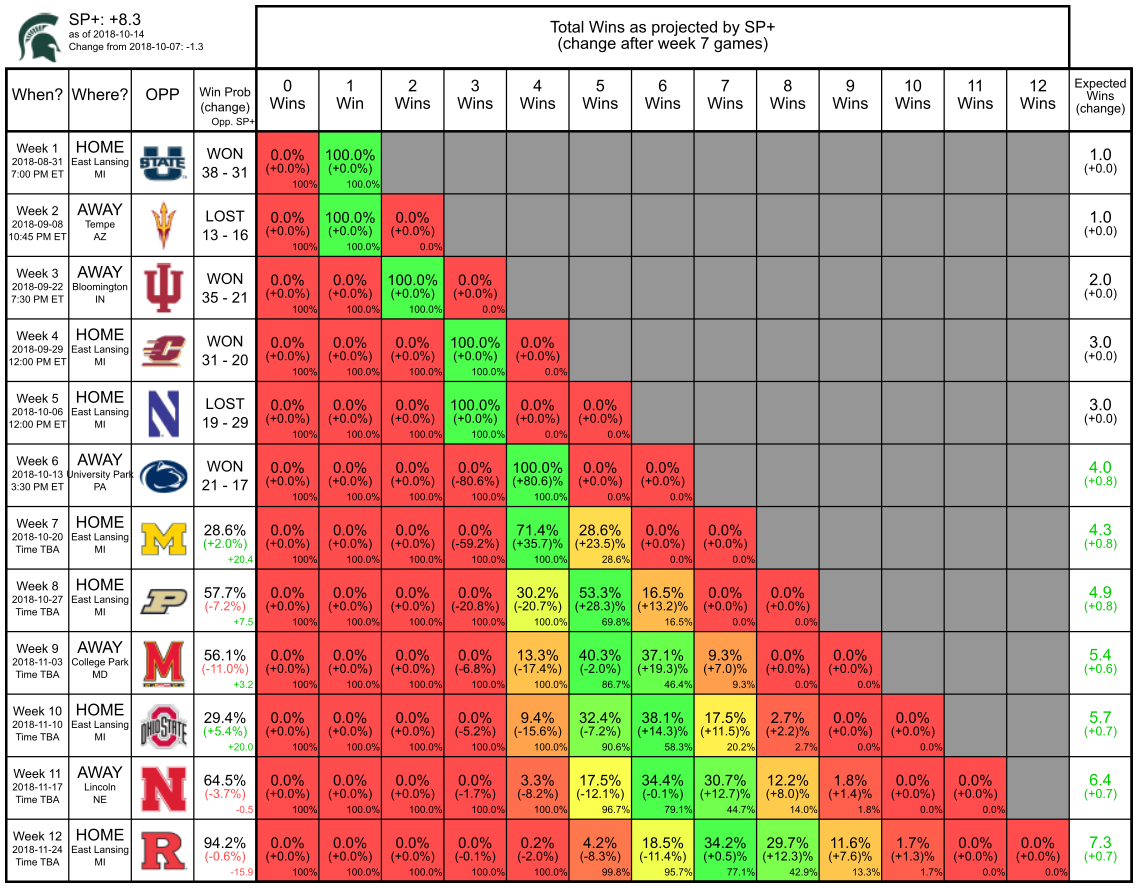 SP+: +8.3
as of 2018-10-14
Change from 2018-10-07: -1.3
Total Wins as projected by SP+
(change after week 7 games)
When? Where? OPP Win Prob (change) Opp. SP+ 0 Wins 1 Win 2 Wins 3 Wins 4 Wins 5 Wins 6 Wins 7 Wins 8 Wins 9 Wins 10 Wins 11 Wins 12 Wins Expected Wins (change)
Week 1 HOME WON 0.0% 100.0% 1.0
2018-08-31 East Lansing STATE 38 - 31 (+0.0%) (+0.0%) (+0.0)
7:00 PM ET MI 100% 100.0%
Week 2 AWAY LOST 0.0% 100.0% 0.0% 1.0
2018-09-08 Tempe 13 - 16 (+0.0%) (+0.0%) (+0.0%) (+0.0)
10:45 PM ET AZ 100% 100.0% 0.0%
Week 3 AWAY WON 0.0% 0.0% 100.0% 0.0% 2.0
2018-09-22 Bloomington 35 - 21 (+0.0%) (+0.0%) (+0.0%) (+0.0%) (+0.0)
7:30 PM ET IN 100% 100.0% 100.0% 0.0%
Week 4 HOME C WON 0.0% 0.0% 0.0% 100.0% 0.0% 3.0
2018-09-29 East Lansing 31 - 20 (+0.0%) (+0.0%) (+0.0%) (+0.0%) (+0.0%) (+0.0)
12:00 PM ET MI 100% 100.0% 100.0% 100.0% 0.0%
Week 5 HOME N LOST 0.0% 0.0% 0.0% 100.0% 0.0% 0.0% 3.0
2018-10-06 East Lansing 19 - 29 (+0.0%) (+0.0%) (+0.0%) (+0.0%) (+0.0%) (+0.0%) (+0.0)
12:00 PM ET MI 100% 100.0% 100.0% 100.0% 0.0% 0.0%
Week 6 AWAY WON 0.0% 0.0% 0.0% 0.0% 100.0% 0.0% 0.0% 4.0
2018-10-13 University Park 21 - 17 (+0.0%) (+0.0%) (+0.0%) (-80.6%) (+80.6)% (+0.0%) (+0.0%) (+0.8)
3:30 PM ET PA 100% 100.0% 100.0% 100.0% 100.0% 0.0% 0.0%
Week 7 HOME M 28.6% 0.0% 0.0% 0.0% 0.0% 71.4% 28.6% 0.0% 0.0% 4.3
2018-10-20 East Lansing (+2.0%) (+0.0%) (+0.0%) (+0.0%) (-59.2%) (+35.7)% (+23.5)% (+0.0%) (+0.0%) (+0.8)
Time TBA MI +20.4 100% 100.0% 100.0% 100.0% 100.0% 28.6% 0.0% 0.0%
Week 8 HOME P 57.7% 0.0% 0.0% 0.0% 0.0% 30.2% 53.3% 16.5% 0.0% 0.0% 4.9
2018-10-27 East Lansing (-7.2%) (+0.0%) (+0.0%) (+0.0%) (-20.8%) (-20.7%) (+28.3)% (+13.2)% (+0.0%) (+0.0%) (+0.8)
Time TBA MI +7.5 100% 100.0% 100.0% 100.0% 100.0% 69.8% 16.5% 0.0% 0.0%
Week 9 AWAY M 56.1% 0.0% 0.0% 0.0% 0.0% 13.3% 40.3% 37.1% 9.3% 0.0% 0.0% 5.4
2018-11-03 College Park (-11.0%) (+0.0%) (+0.0%) (+0.0%) (-6.8%) (-17.4%) (-2.0%) (+19.3)% (+7.0)% (+0.0%) (+0.0%) (+0.6)
Time TBA MD +3.2 100% 100.0% 100.0% 100.0% 100.0% 86.7% 46.4% 9.3% 0.0% 0.0%
Week 10 HOME OHIO STATE 29.4% 0.0% 0.0% 0.0% 0.0% 9.4% 32.4% 38.1% 17.5% 2.7% 0.0% 0.0% 5.7
2018-11-10 East Lansing (+5.4%) (+0.0%) (+0.0%) (+0.0%) (-5.2%) (-15.6%) (-7.2%) (+14.3)% (+11.5)% (+2.2)% (+0.0%) (+0.0%) (+0.7)
Time TBA MI +20.0 100% 100.0% 100.0% 100.0% 100.0% 90.6% 58.3% 20.2% 2.7% 0.0% 0.0%
Week 11 AWAY N 64.5% 0.0% 0.0% 0.0% 0.0% 3.3% 17.5% 34.4% 30.7% 12.2% 1.8% 0.0% 0.0% 6.4
2018-11-17 Lincoln (-3.7%) (+0.0%) (+0.0%) (+0.0%) (-1.7%) (-8.2%) (-12.1%) (-0.1%) (+12.7)% (+8.0)% (+1.4)% (+0.0%) (+0.0%) (+0.7)
Time TBA NE -0.5 100% 100.0% 100.0% 100.0% 100.0% 96.7% 79.1% 44.7% 14.0% 1.8% 0.0% 0.0%
Week 12 HOME R 94.2% 0.0% 0.0% 0.0% 0.0% 0.2% 4.2% 18.5% 34.2% 29.7% 11.6% 1.7% 0.0% 0.0% 7.3
2018-11-24 East Lansing (-0.6%) (+0.0%) (+0.0%) (+0.0%) (-0.1%) (-2.0%) (-8.3%) (-11.4%) (+0.5)% (+12.3)% (+7.6)% (+1.3)% (+0.0%) (+0.0%) (+0.7)
Time TBA MI -15.9 100% 100.0% 100.0% 100.0% 100.0% 99.8% 95.7% 77.1% 42.9% 13.3% 1.7% 0.0% 0.0%